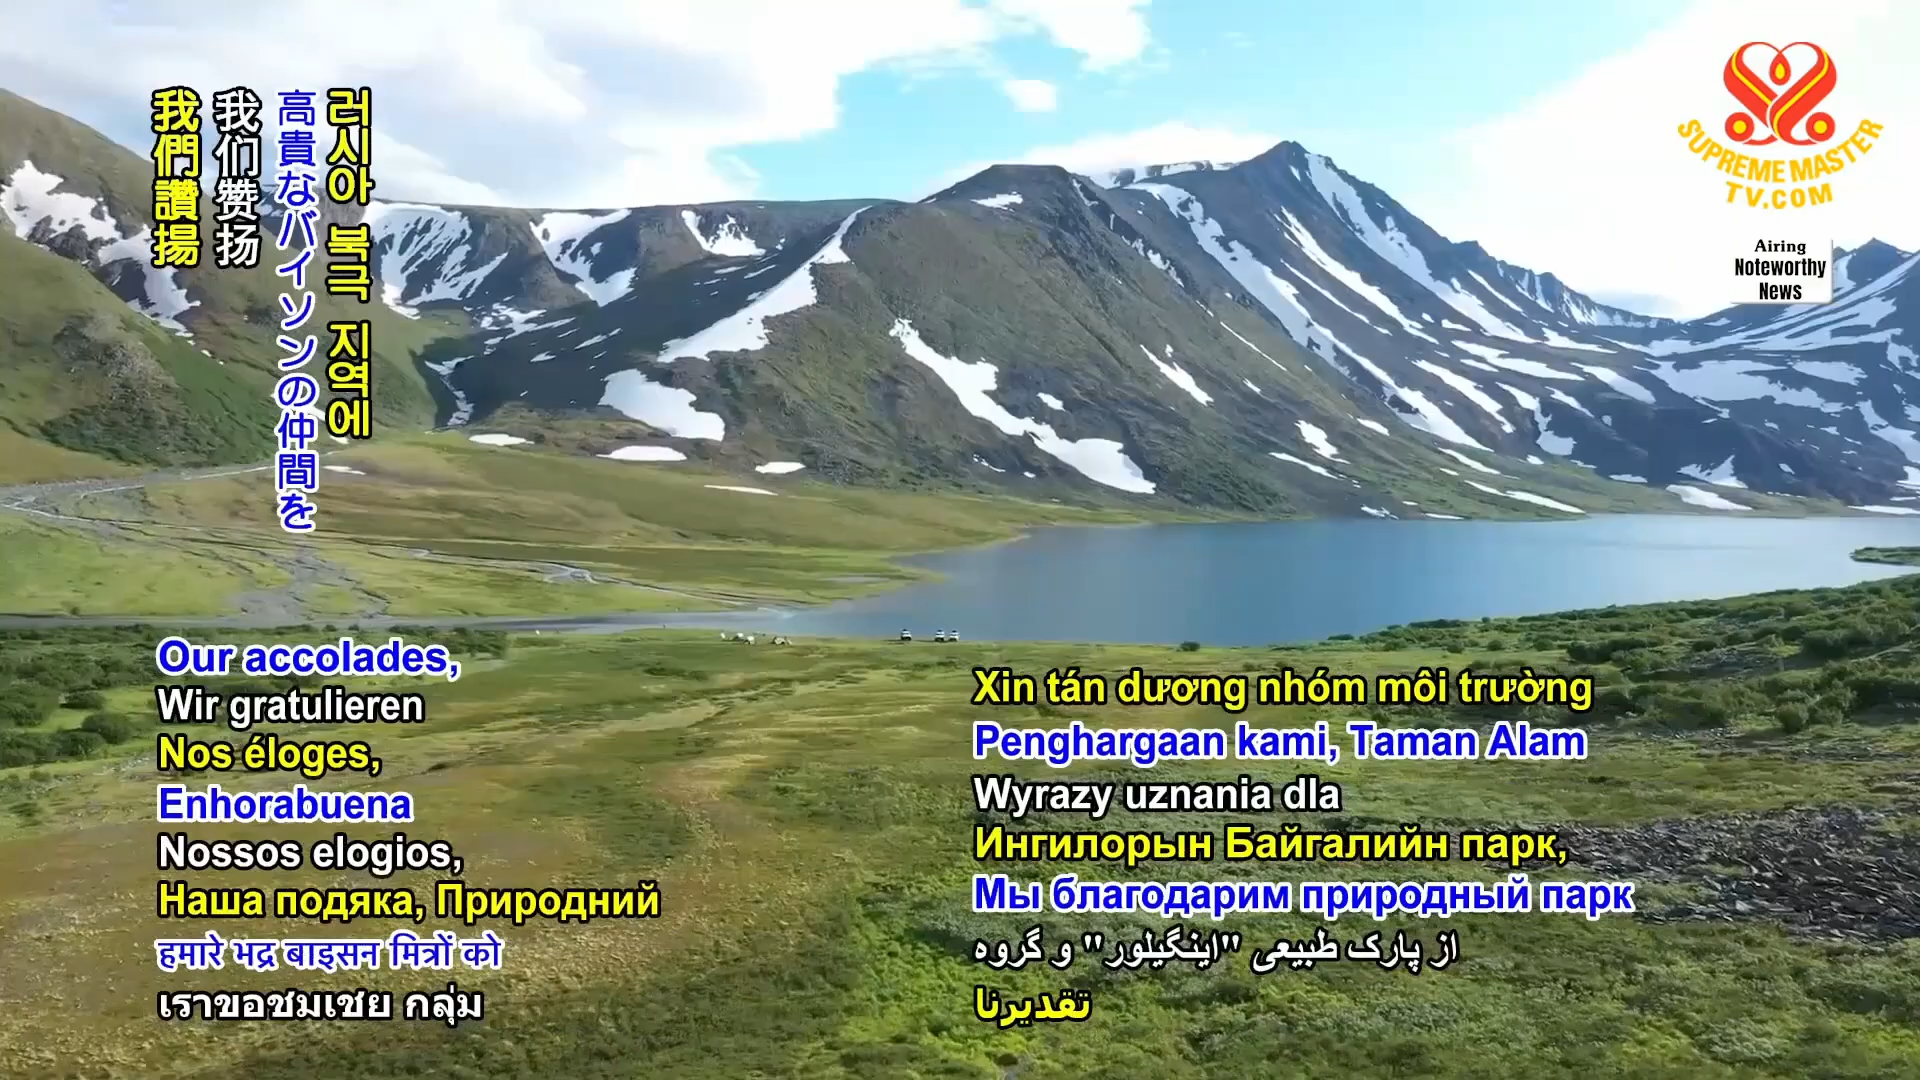 我們讚揚
我们赞扬
高貴なバイソンの仲間を
러시아 북극 지역에
SUPREME MASTER
TV.COM
Airing
Noteworthy
News
Our accolades,
Wir gratulieren
Nos éloges,
Enhorabuena
Nossos elogios,
Наша подяка, Природний
हमारे भद्र बाइसन मित्रों को
เราขอชมเชย กลุ่ม
Xin tán dương nhóm môi trường
Penghargaan kami, Taman Alam
Wyrazy uznania dla
Ингилорын Байгалийн парк,
Мы благодарим природный парк
از پارک طبیعی "اینگیلور" و گروه
تقديرنا